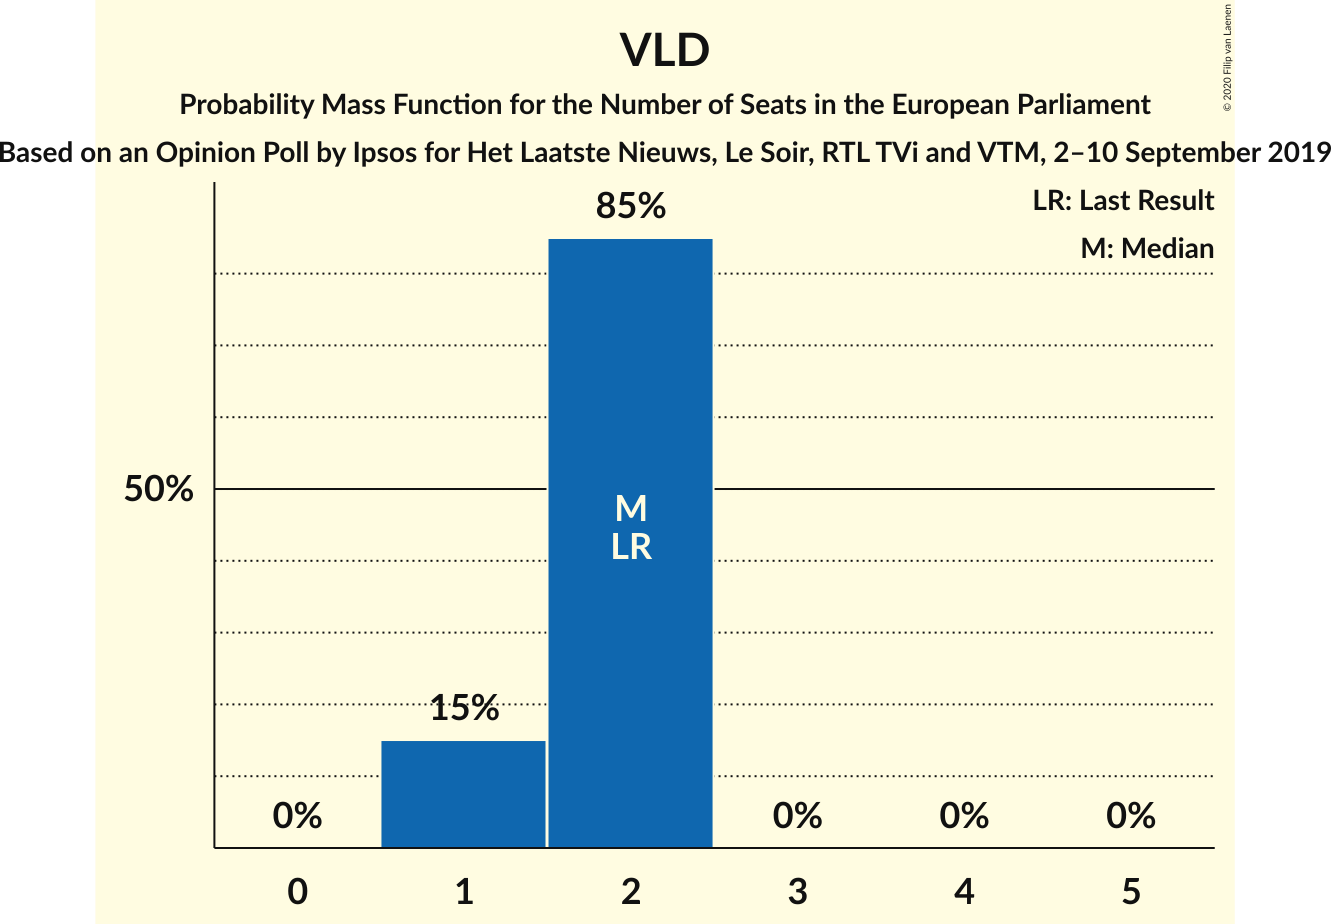 VLD
Probability Mass Function for the Number of Seats in the European Parliament
Based on an Opinion Poll by Ipsos for Het Laatste Nieuws, Le Soir, RTL TVi and VTM, 2–10 September 2019
© 2020 Filip van Laenen
LR: Last Result
M: Median
85%
50%
M
LR
15%
0% 0% 0% 0%
0 1 2 3 4 5